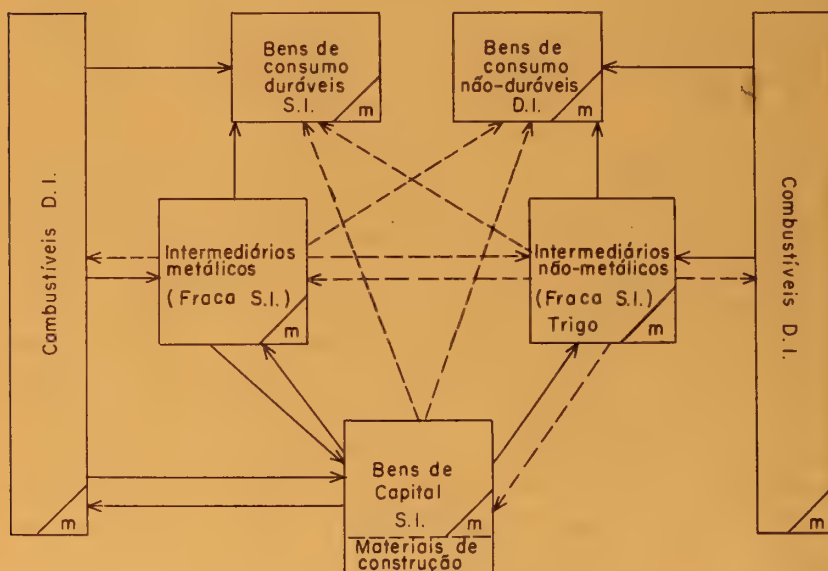 Bens de
consumo
duráveis
S.I.
m
Bens de
consumo
não-duráveis
D.I.
m
Cambustíveis D.I.
m
Intermediários
metálicos
(Fraca S.I.)
m
Intermediários
não-metálicos
(Fraca S.I.)
Trigo
m
Combustíveis D.I.
m
Bens de
Capital
S.I.
m
Materiais de
construção